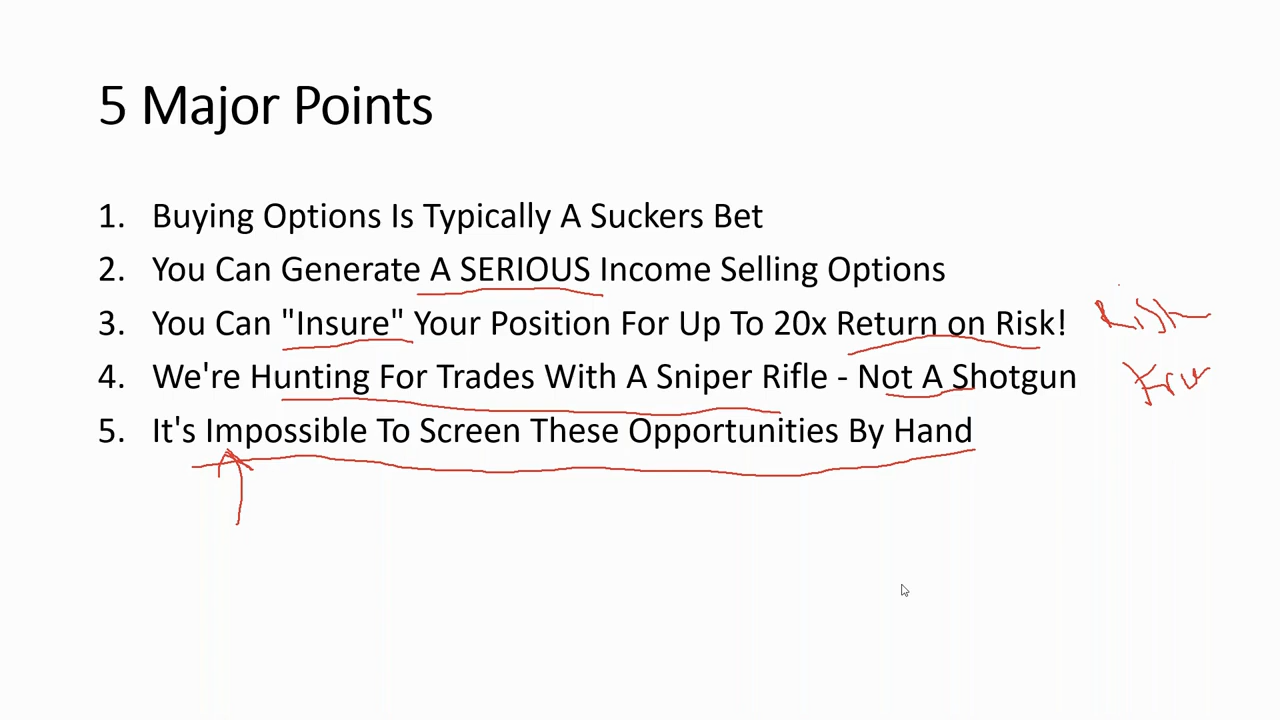 5 Major Points
1. Buying Options Is Typically A Suckers Bet
2. You Can Generate A SERIOUS Income Selling Options
3. You Can "Insure" Your Position For Up To 20x Return on Risk!
Risk
4. We're Hunting For Trades With A Sniper Rifle - Not A Shotgun
Free
5. It's Impossible To Screen These Opportunities By Hand